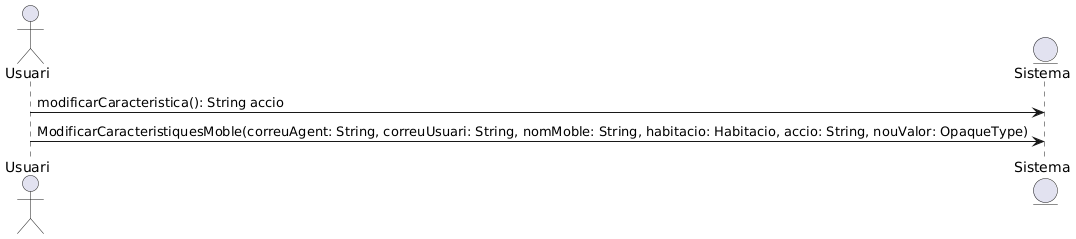 Usuari
Sistema
modificarCaracteristica(): String accio
ModificarCaracteristiquesMoble(correuAgent: String, correuUsuari: String, nomMoble: String, habitacio: Habitacio, accio: String, nouValor: OpaqueType)
Usuari
Sistema